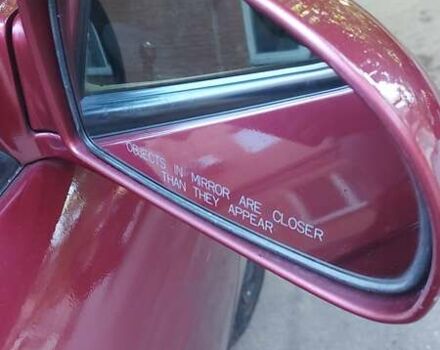 OBJECTS IN MIRROR ARE CLOSER
THAN THEY APPEAR